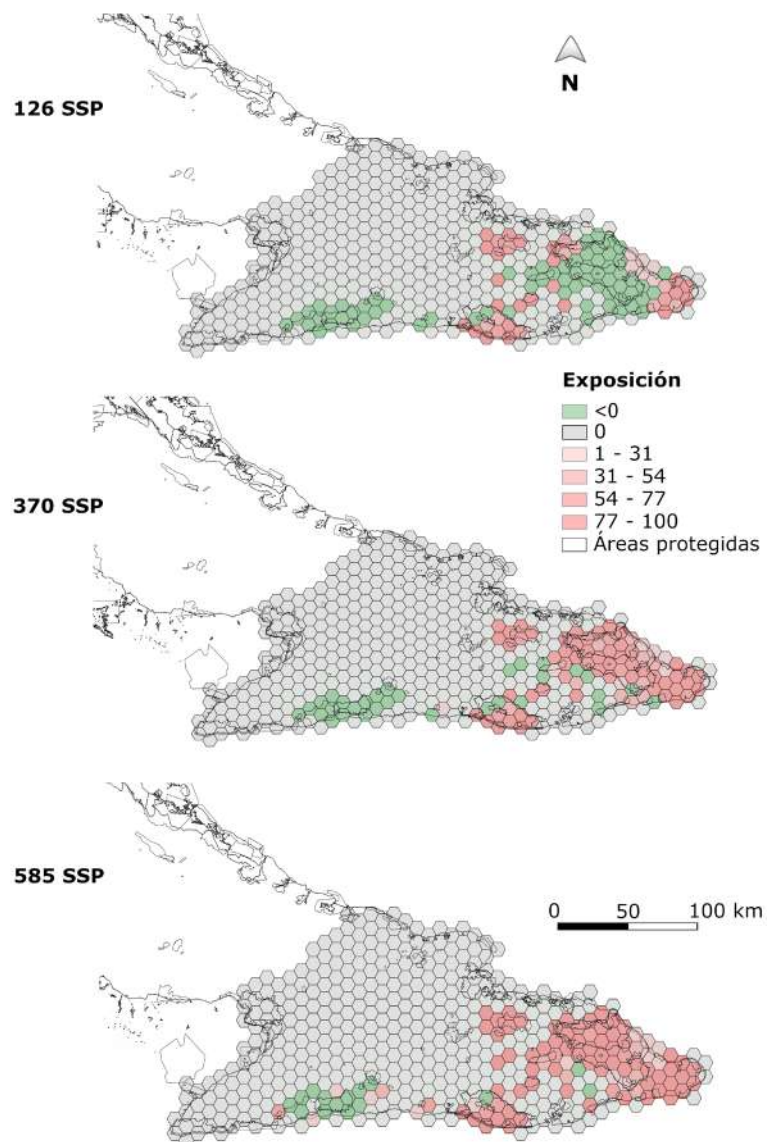 N
126 SSP
Exposición
<0
0
1 - 31
31 - 54
54 - 77
77 - 100
Áreas protegidas
370 SSP
585 SSP
0 50 100 km